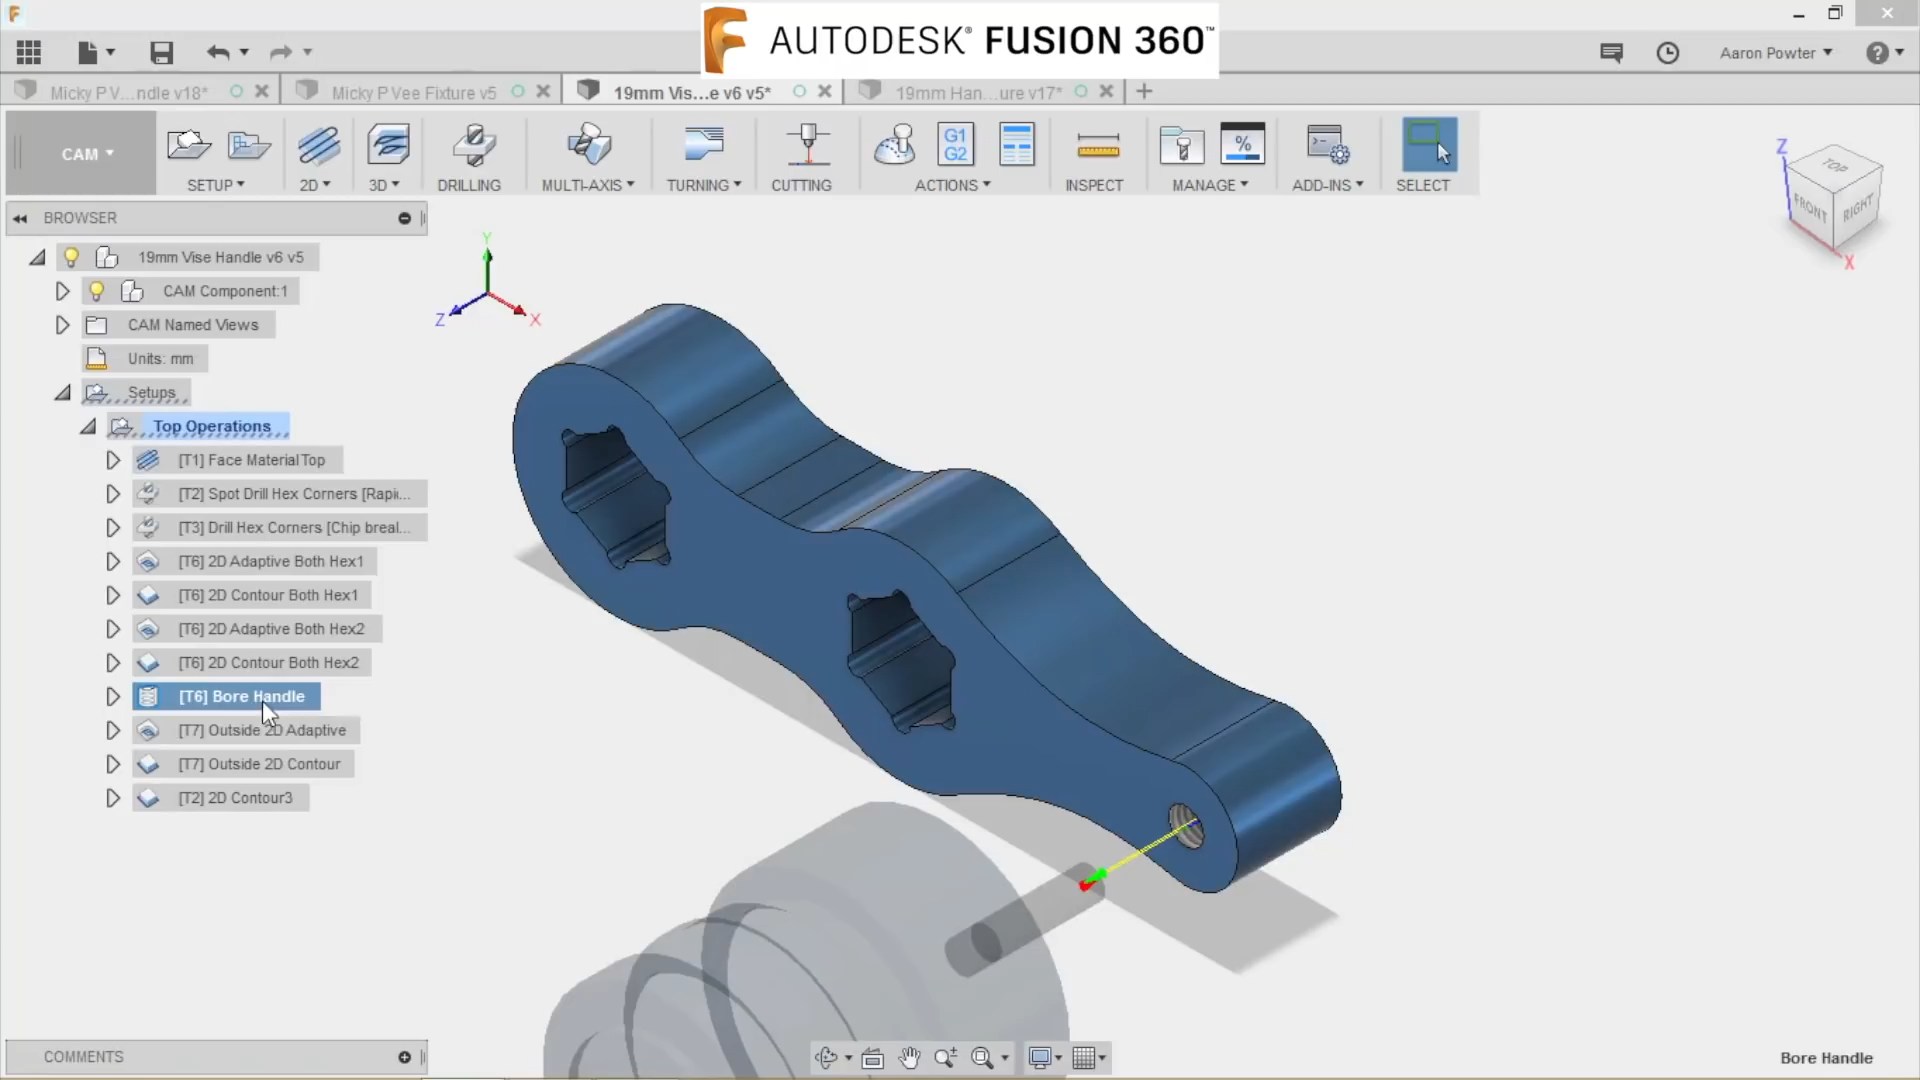 AUTODESK® FUSION 360™
Aaron Powter
Micky P V...ndle v18*
Micky P Vee Fixture v5
19mm Vis...e v6 v5*
19mm Han...ure v17*
CAM
G1
G2
%
SETUP
2D
3D
DRILLING
MULTI-AXIS
TURNING
CUTTING
ACTIONS
INSPECT
MANAGE
ADD-INS
SELECT
BROWSER
19mm Vise Handle v6 v5
CAM Component:1
CAM Named Views
Units: mm
Setups
Top Operations
[T1] Face Material Top
[T2] Spot Drill Hex Corners [Rapi...
[T3] Drill Hex Corners [Chip breal...
[T6] 2D Adaptive Both Hex1
[T6] 2D Contour Both Hex1
[T6] 2D Adaptive Both Hex2
[T6] 2D Contour Both Hex2
[T6] Bore Handle
[T7] Outside 2D Adaptive
[T7] Outside 2D Contour
[T2] 2D Contour3
Y
Z
X
Z
TOP
FRONT
RIGHT
X
COMMENTS
Bore Handle